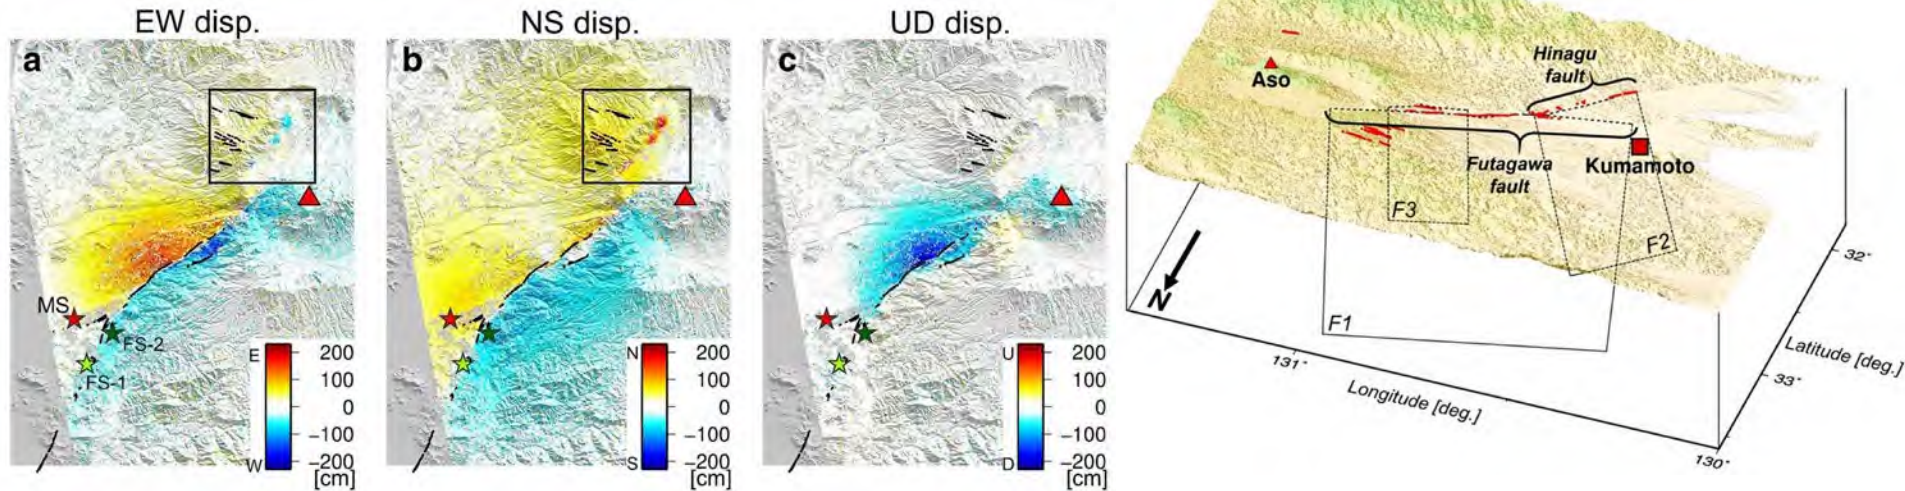 EW disp.
NS disp.
UD disp.
a
b
c
MS
FS-2
FS-1
E
200
100
0
-100
-200
W
[cm]
N
200
100
0
-100
-200
S
[cm]
U
200
100
0
-100
-200
D
[cm]
Aso
Hinagu
fault
Futagawa
fault
Kumamoto
F3
F2
F1
N
131°
Longitude [deg.]
130°
32°
33°
Latitude [deg.]